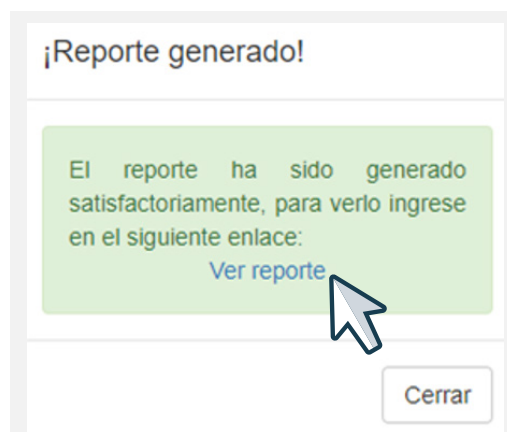 ¡Reporte generado!
El reporte ha sido generado
satisfactoriamente, para verlo ingrese
en el siguiente enlace:
Ver reporte
Cerrar